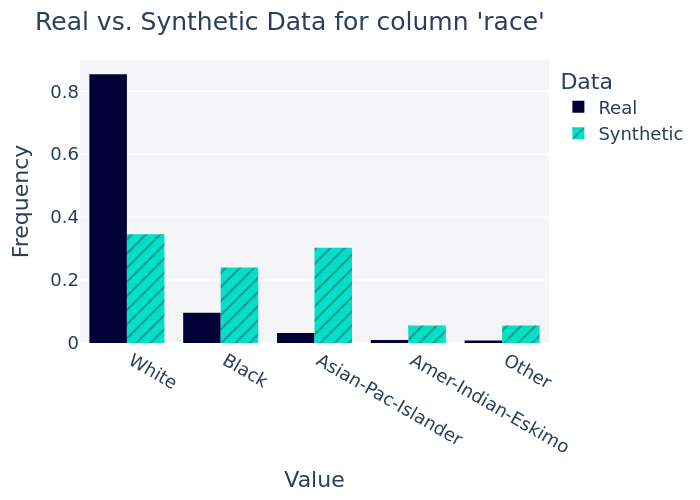 Real vs. Synthetic Data for column 'race'
Data
Real
Synthetic
Frequency
0.8
0.6
0.4
0.2
0
White
Black
Asian-Pac-Islander
Amer-Indian-Eskimo
Other
Value